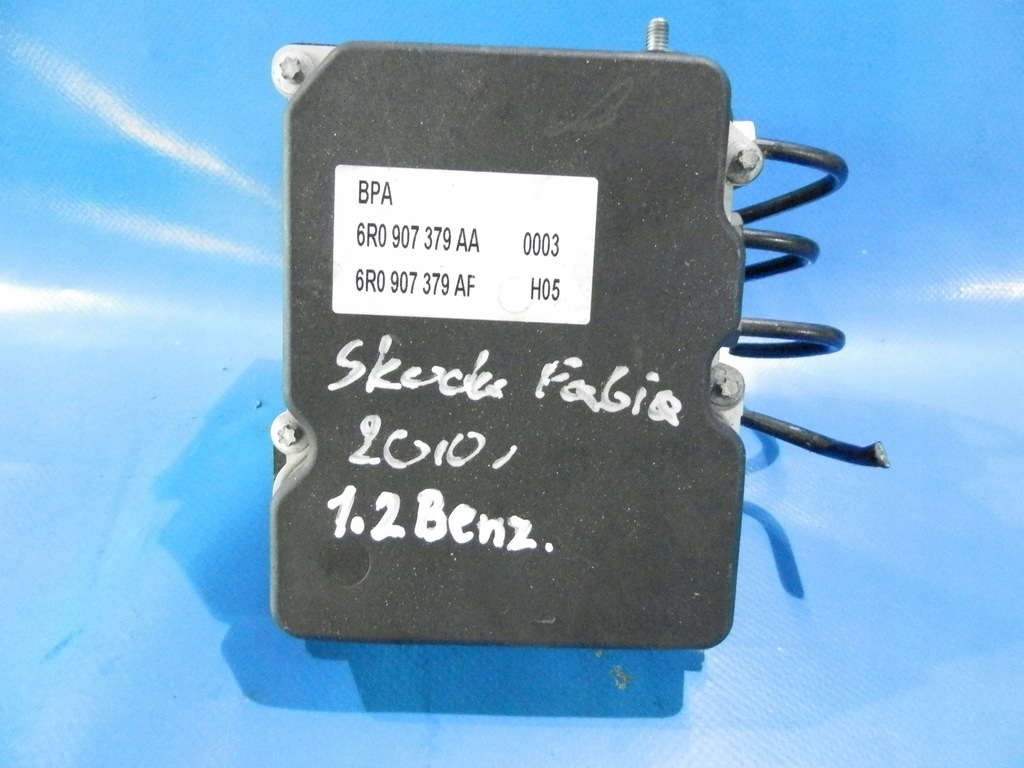 BPA
6R0 907 379 AA 0003
6R0 907 379 AF H05
Skoda Fabia
2010,
1.2 Benz.